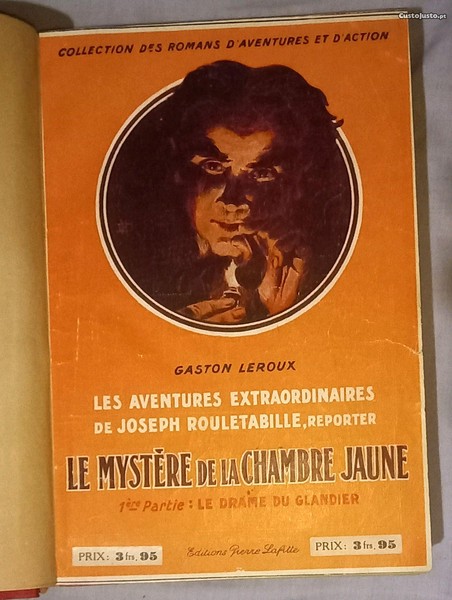 CustoJusto.pt
COLLECTION DES ROMANS D'AVENTURES ET D'ACTION
GASTON LEROUX
LES AVENTURES EXTRAORDINAIRES
DE JOSEPH ROULETABILLE, REPORTER
LE MYSTÈRE DE LA CHAMBRE JAUNE
1ère Partie : LE DRAME DU GLANDIER
PRIX : 3 frs, 95
Editions Pierre Lafitte
PRIX : 3 frs, 95